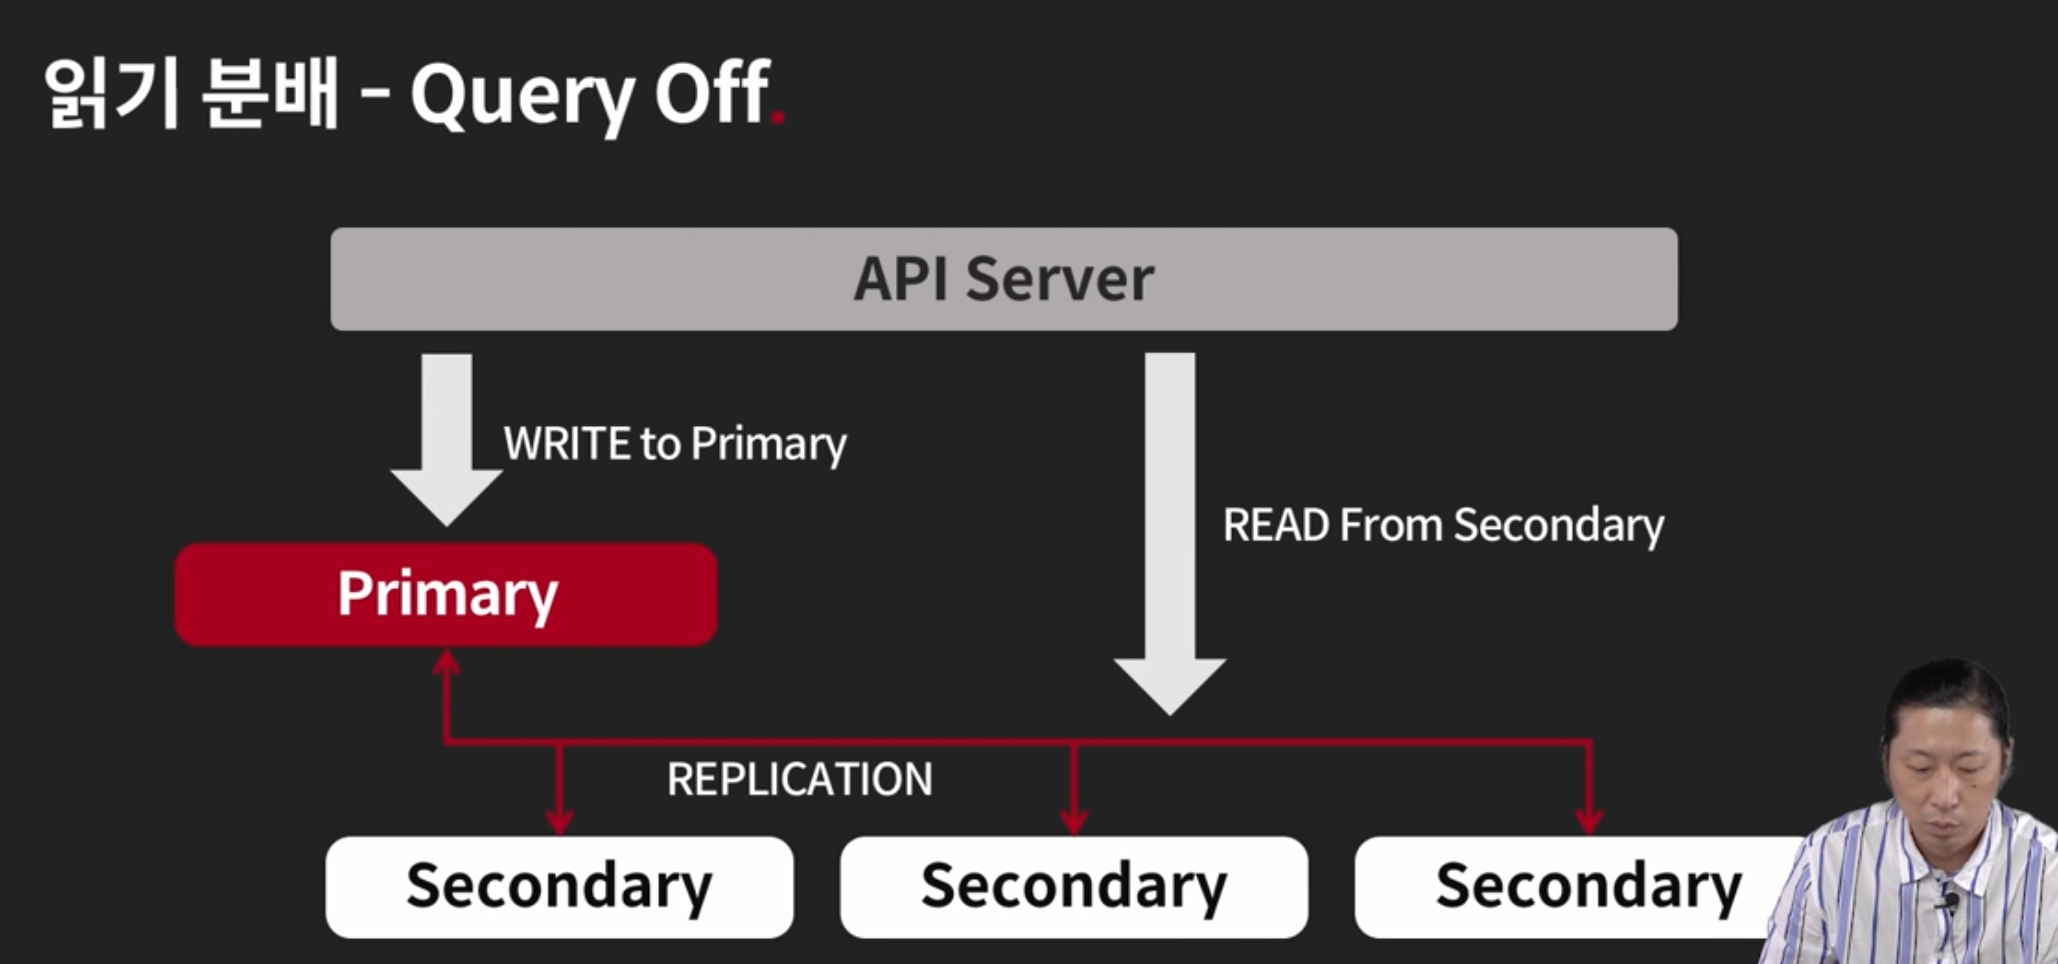 읽기 분배 - Query Off.
API Server
WRITE to Primary
READ From Secondary
Primary
REPLICATION
Secondary
Secondary
Secondary